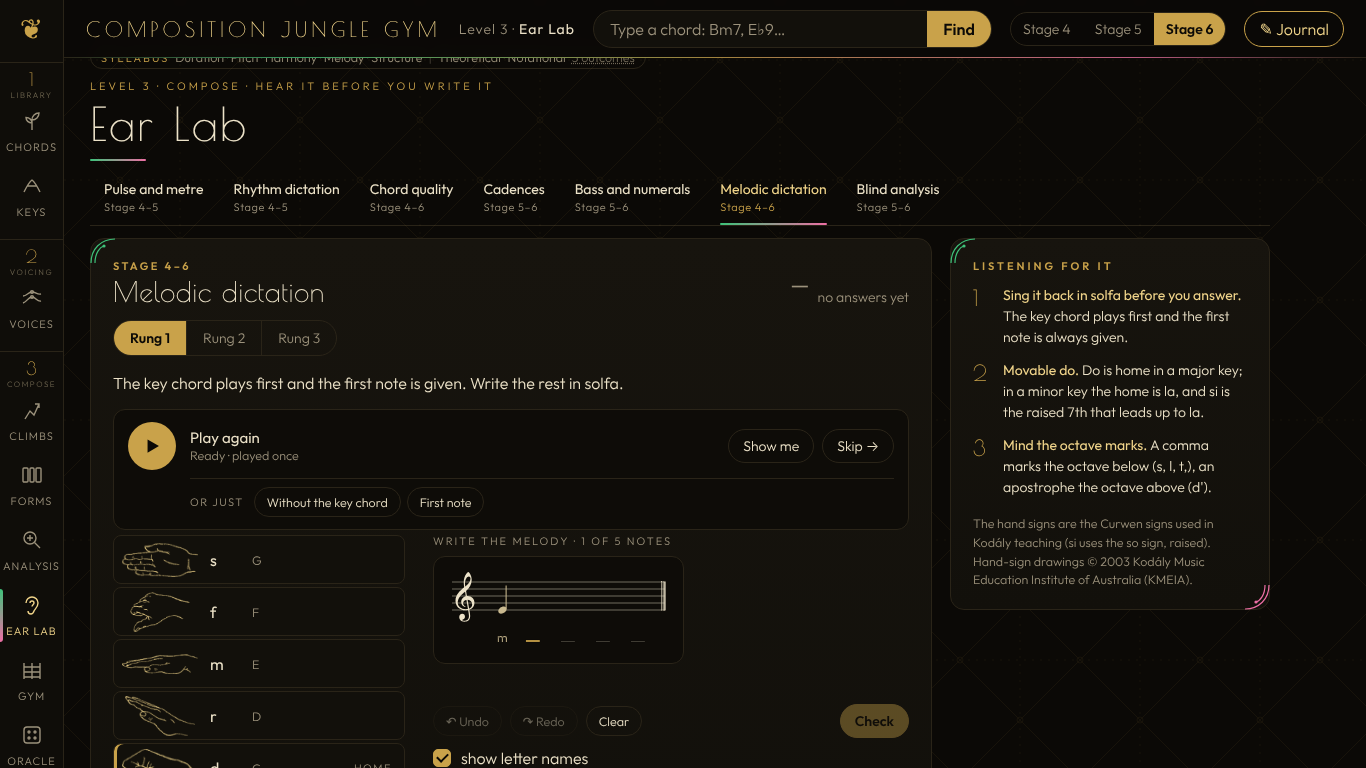 COMPOSITION JUNGLE GYM
Level 3 · Ear Lab
Type a chord: Bm7, E♭9...
Find
Stage 4
Stage 5
Stage 6
✎ Journal
1
LIBRARY
CHORDS
KEYS
2
VOICING
VOICES
3
COMPOSE
CLIMBS
FORMS
ANALYSIS
EAR LAB
GYM
ORACLE
SYLLABUS Duration Pitch Harmony Melody Structure | Theoretical Notational 3 outcomes
LEVEL 3 · COMPOSE · HEAR IT BEFORE YOU WRITE IT
Ear Lab
Pulse and metre
Stage 4–5
Rhythm dictation
Stage 4–5
Chord quality
Stage 4–6
Cadences
Stage 5–6
Bass and numerals
Stage 5–6
Melodic dictation
Stage 4–6
Blind analysis
Stage 5–6
STAGE 4–6
Melodic dictation
— no answers yet
Rung 1
Rung 2
Rung 3
The key chord plays first and the first note is given. Write the rest in solfa.
Play again
Ready · played once
Show me
Skip →
OR JUST
Without the key chord
First note
s G
f F
m E
r D
d C HOME
WRITE THE MELODY · 1 OF 5 NOTES
m
↶ Undo
↷ Redo
Clear
Check
show letter names
LISTENING FOR IT
1
Sing it back in solfa before you answer.
The key chord plays first and the first
note is always given.
2
Movable do. Do is home in a major key;
in a minor key the home is la, and si is
the raised 7th that leads up to la.
3
Mind the octave marks. A comma
marks the octave below (s, l, t,), an
apostrophe the octave above (d').
The hand signs are the Curwen signs used in
Kodály teaching (si uses the so sign, raised).
Hand-sign drawings © 2003 Kodály Music
Education Institute of Australia (KMEIA).